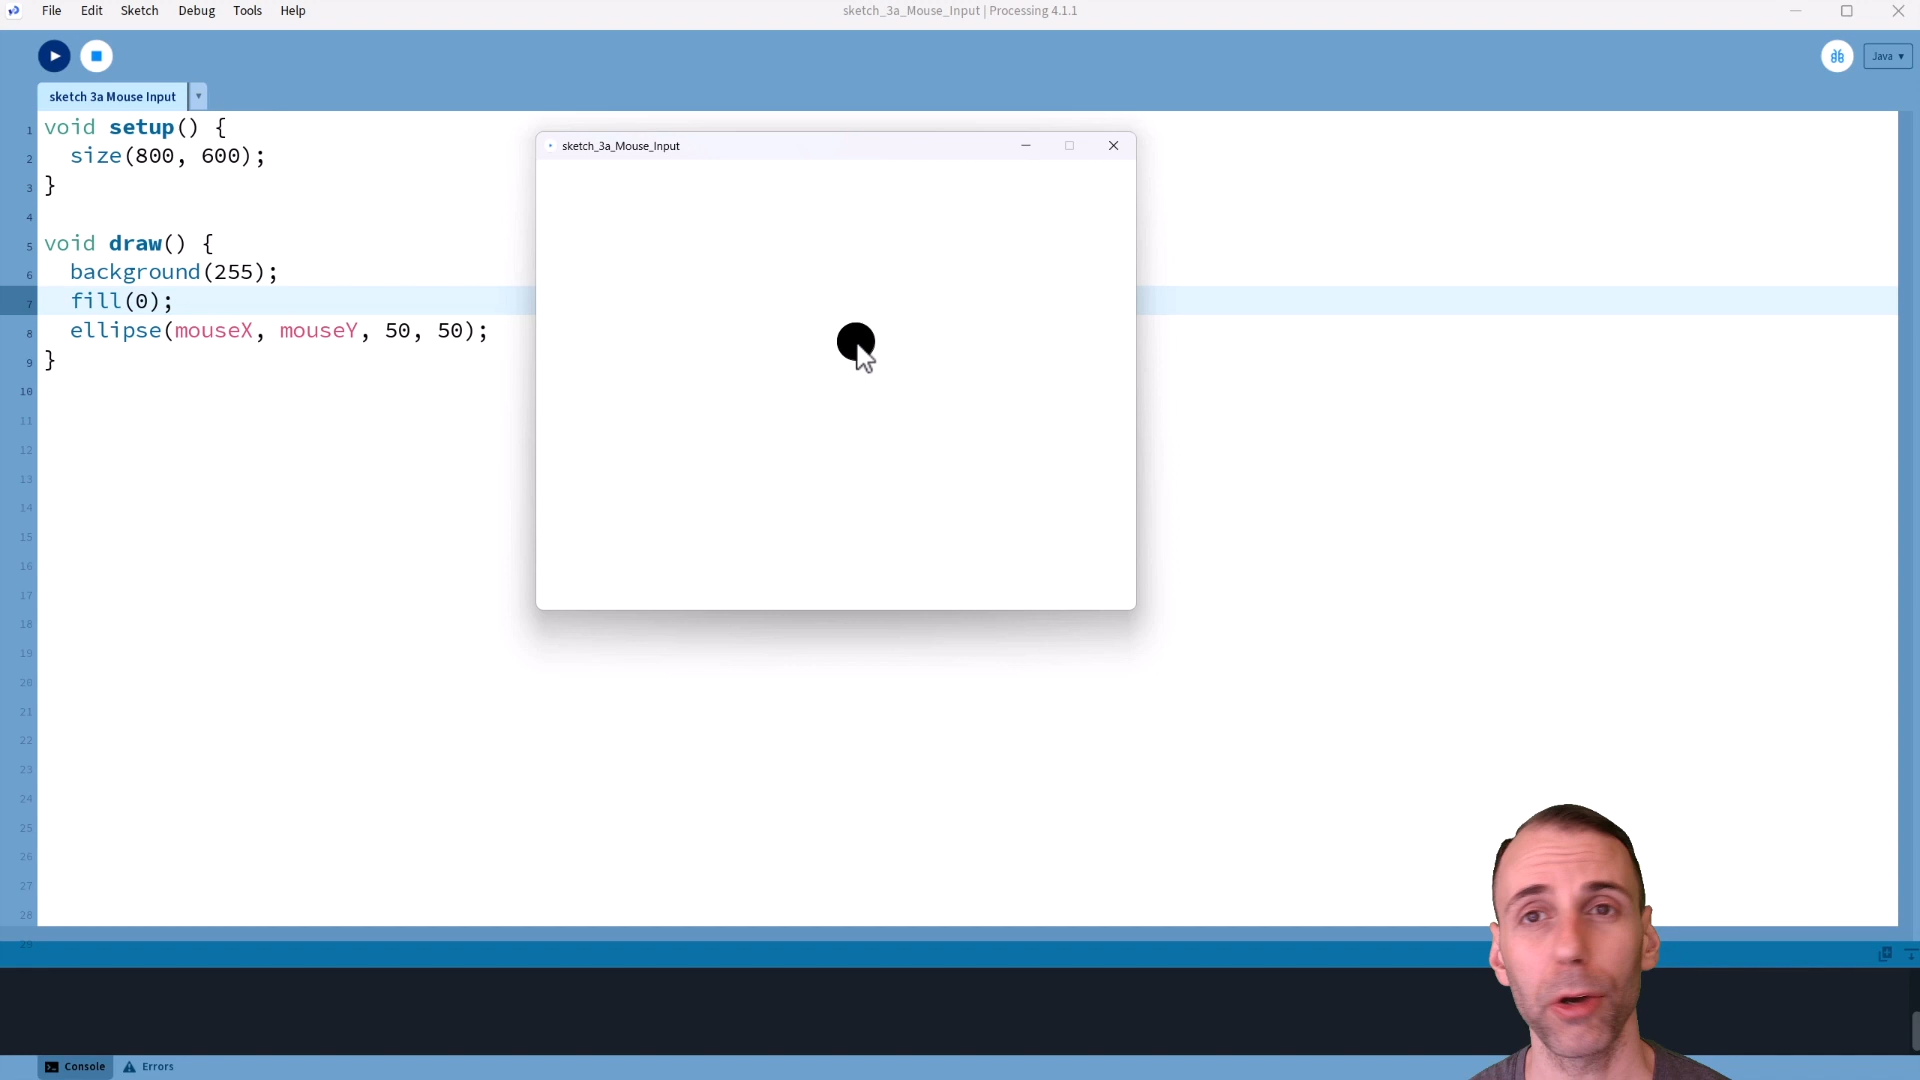 File Edit Sketch Debug Tools Help
sketch_3a_Mouse_Input | Processing 4.1.1
Java ▾
sketch 3a Mouse Input ▾
1 void setup() {
2 size(800, 600);
3 }
4
5 void draw() {
6 background(255);
7 fill(0);
8 ellipse(mouseX, mouseY, 50, 50);
9 }
10
11
12
13
14
15
16
17
18
19
20
21
22
23
24
25
26
27
28
29
sketch_3a_Mouse_Input
Console Errors